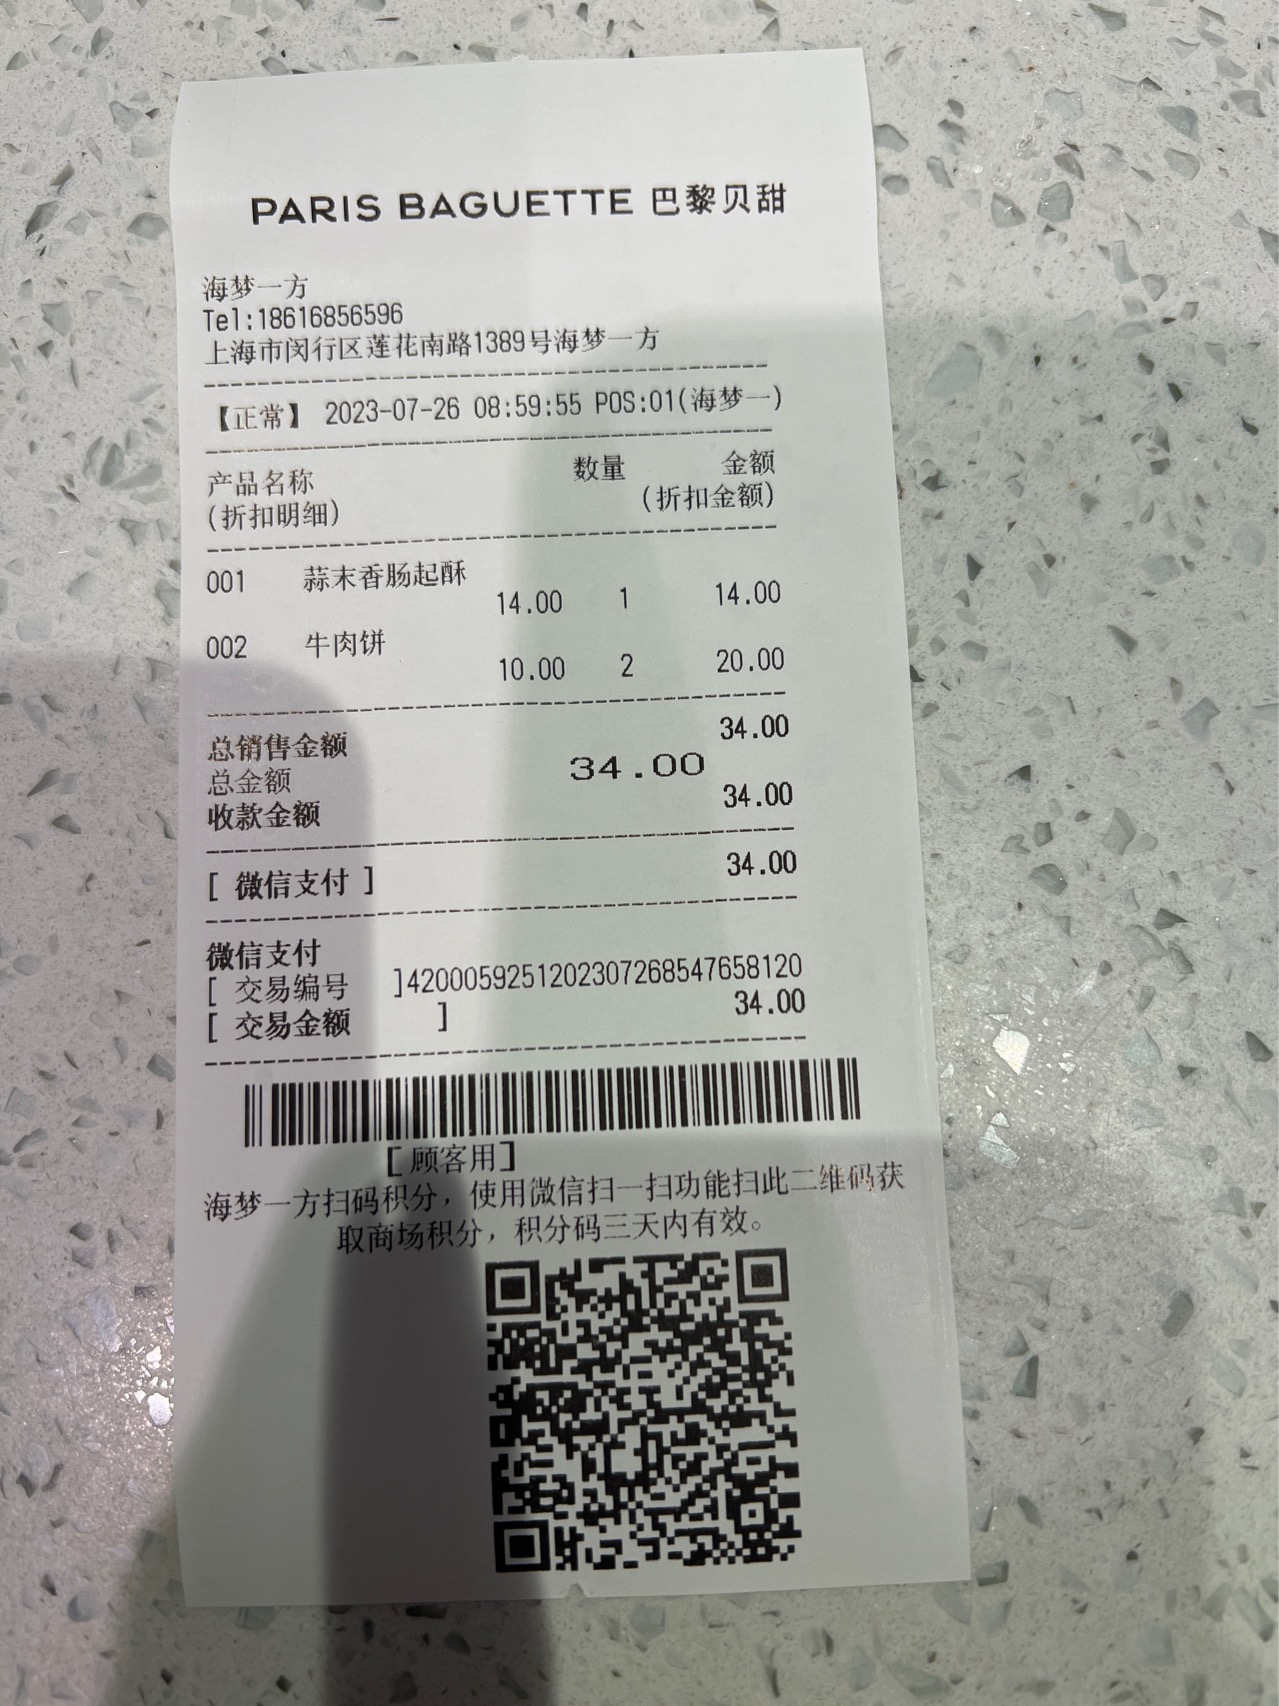 PARIS BAGUETTE 巴黎贝甜
海梦一方
Tel:18616856596
上海市闵行区莲花南路1389号海梦一方
【正常】 2023-07-26 08:59:55 POS:01(海梦一)
产品名称 数量 金额
(折扣明细) (折扣金额)
001 蒜末香肠起酥
14.00 1 14.00
002 牛肉饼
10.00 2 20.00
总销售金额 34.00
总金额 34.00
收款金额 34.00
[ 微信支付 ] 34.00
微信支付
[ 交易编号 ]4200059251202307268547658120
[ 交易金额 ] 34.00
[顾客用]
海梦一方扫码积分，使用微信扫一扫功能扫此二维码获
取商场积分，积分码三天内有效。